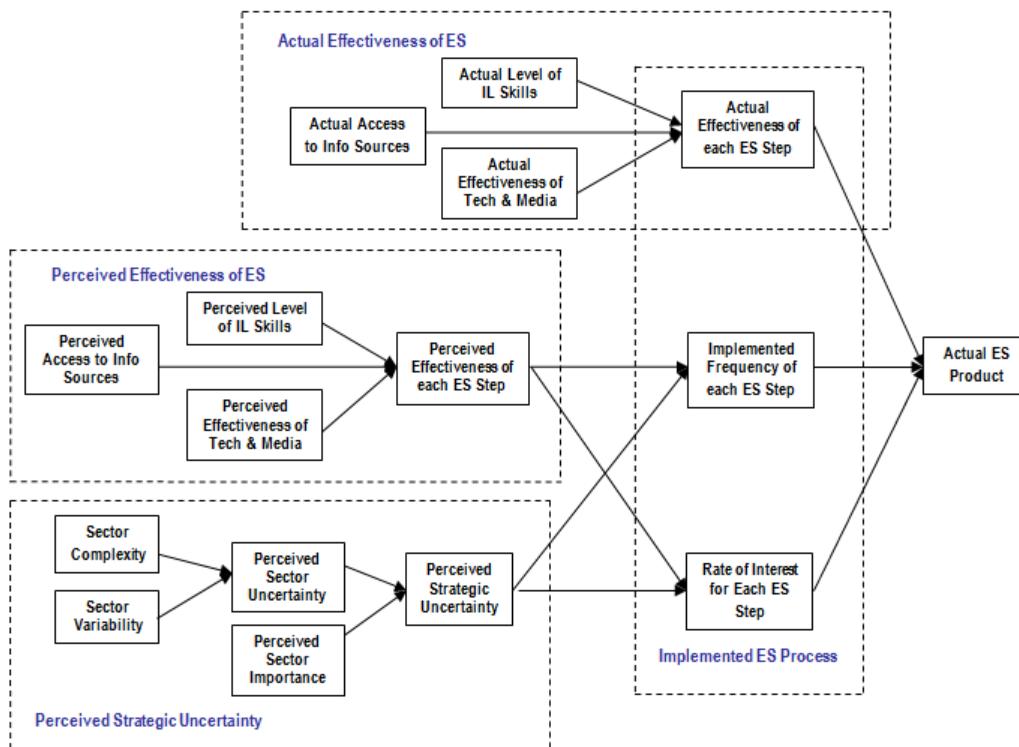 Actual Effectiveness of ES
Actual Level of
IL Skills
Actual Access
to Info Sources
Actual
Effectiveness of
Tech & Media
Actual
Effectiveness of
each ES Step
Perceived Effectiveness of ES
Perceived Level
of IL Skills
Perceived
Access to Info
Sources
Perceived
Effectiveness of
Tech & Media
Perceived
Effectiveness of
each ES Step
Implemented
Frequency of
each ES Step
Actual ES
Product
Sector
Complexity
Sector
Variability
Perceived
Sector
Uncertainty
Perceived
Sector
Importance
Perceived
Strategic
Uncertainty
Rate of Interest
for Each ES
Step
Implemented ES Process
Perceived Strategic Uncertainty